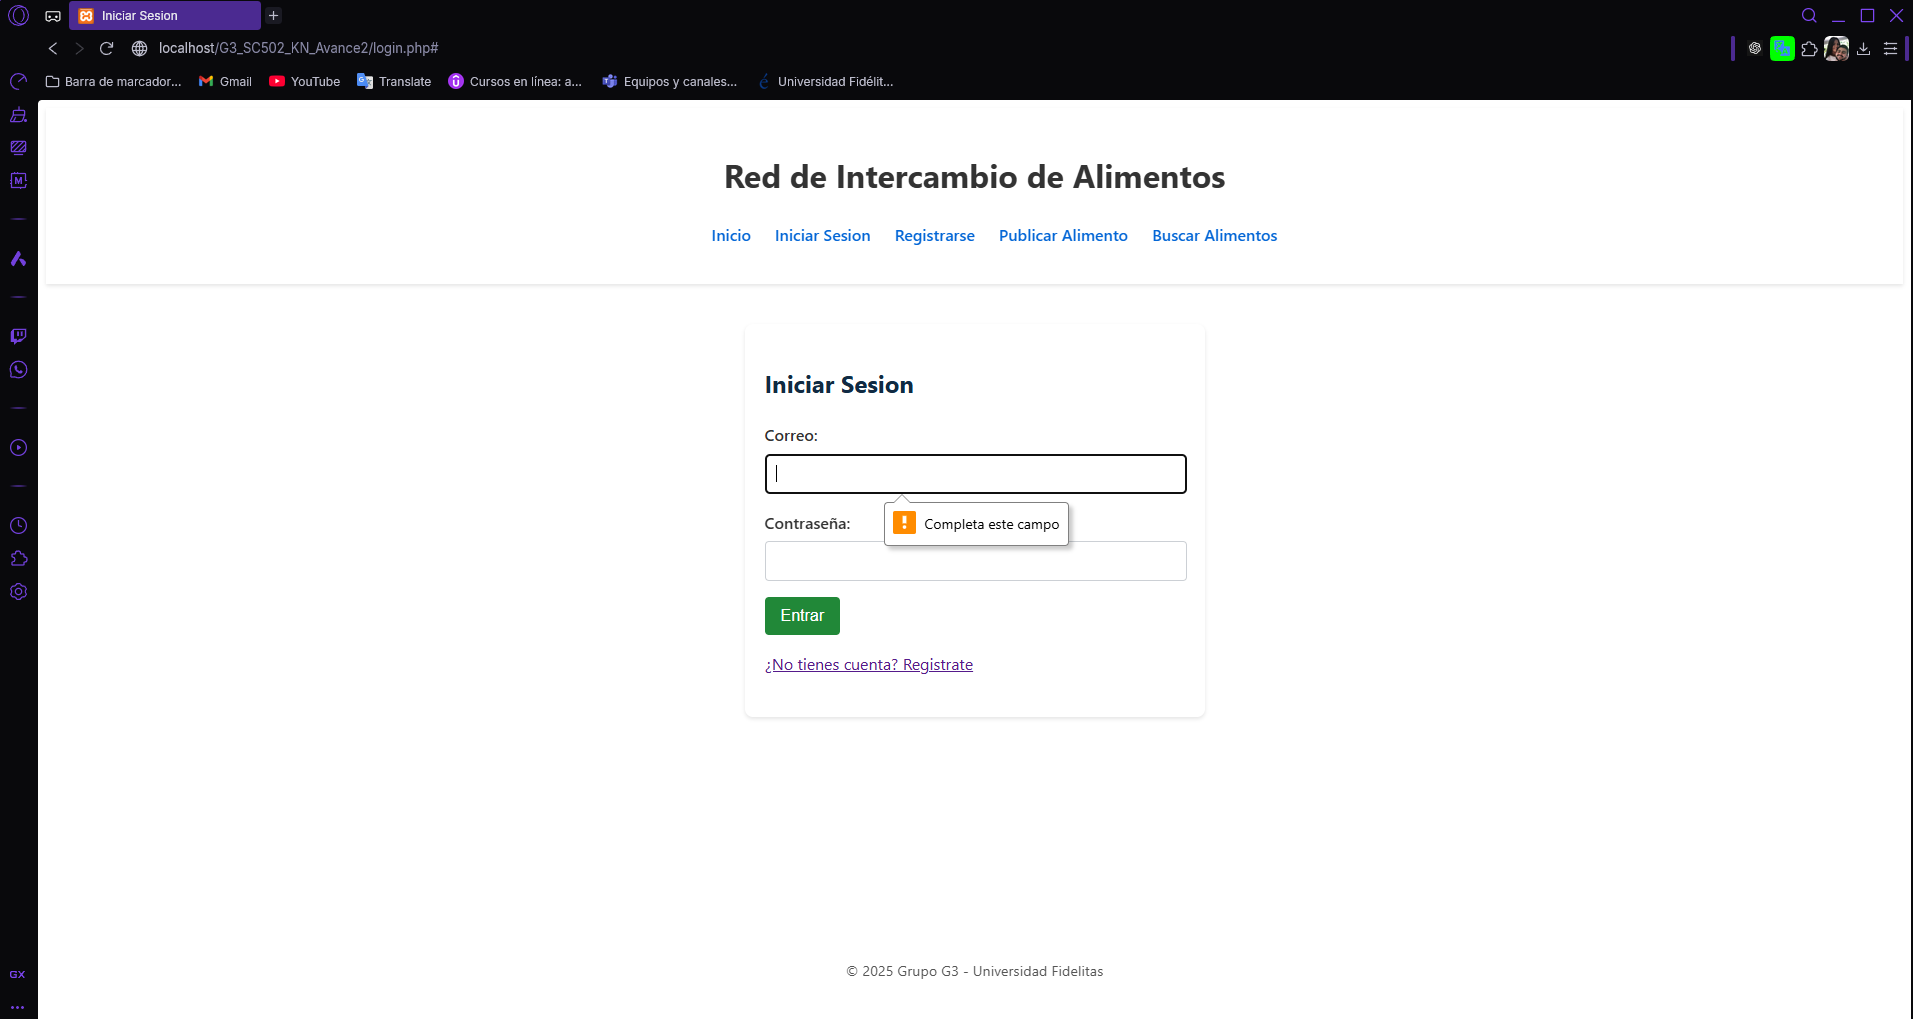 Iniciar Sesion
localhost/G3_SC502_KN_Avance2/login.php#
Barra de marcador... Gmail YouTube Translate Cursos en línea: a... Equipos y canales... Universidad Fidélit...
Red de Intercambio de Alimentos
Inicio Iniciar Sesion Registrarse Publicar Alimento Buscar Alimentos
Iniciar Sesion
Correo:
Completa este campo
Contraseña:
Entrar
¿No tienes cuenta? Registrate
© 2025 Grupo G3 - Universidad Fidelitas
GX